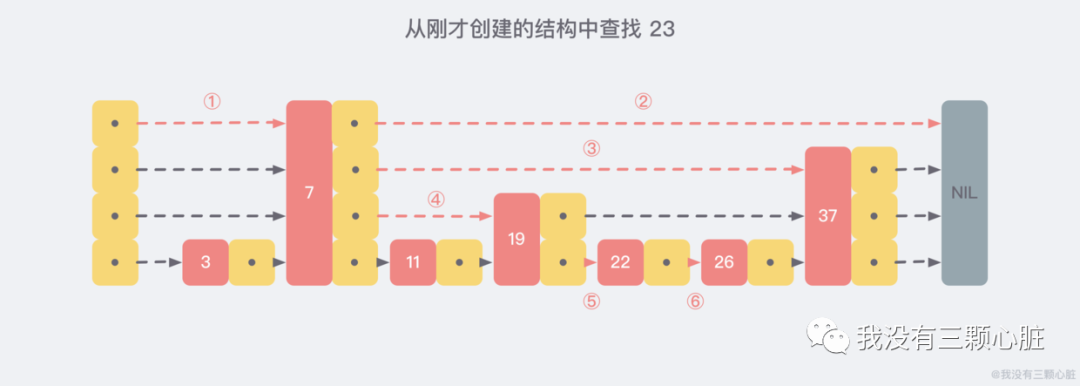 从刚才创建的结构中查找 23
① ②
③
7 NIL
④
37
19
3 11 22 26
⑤ ⑥
我没有三颗心脏
@我没有三颗心脏